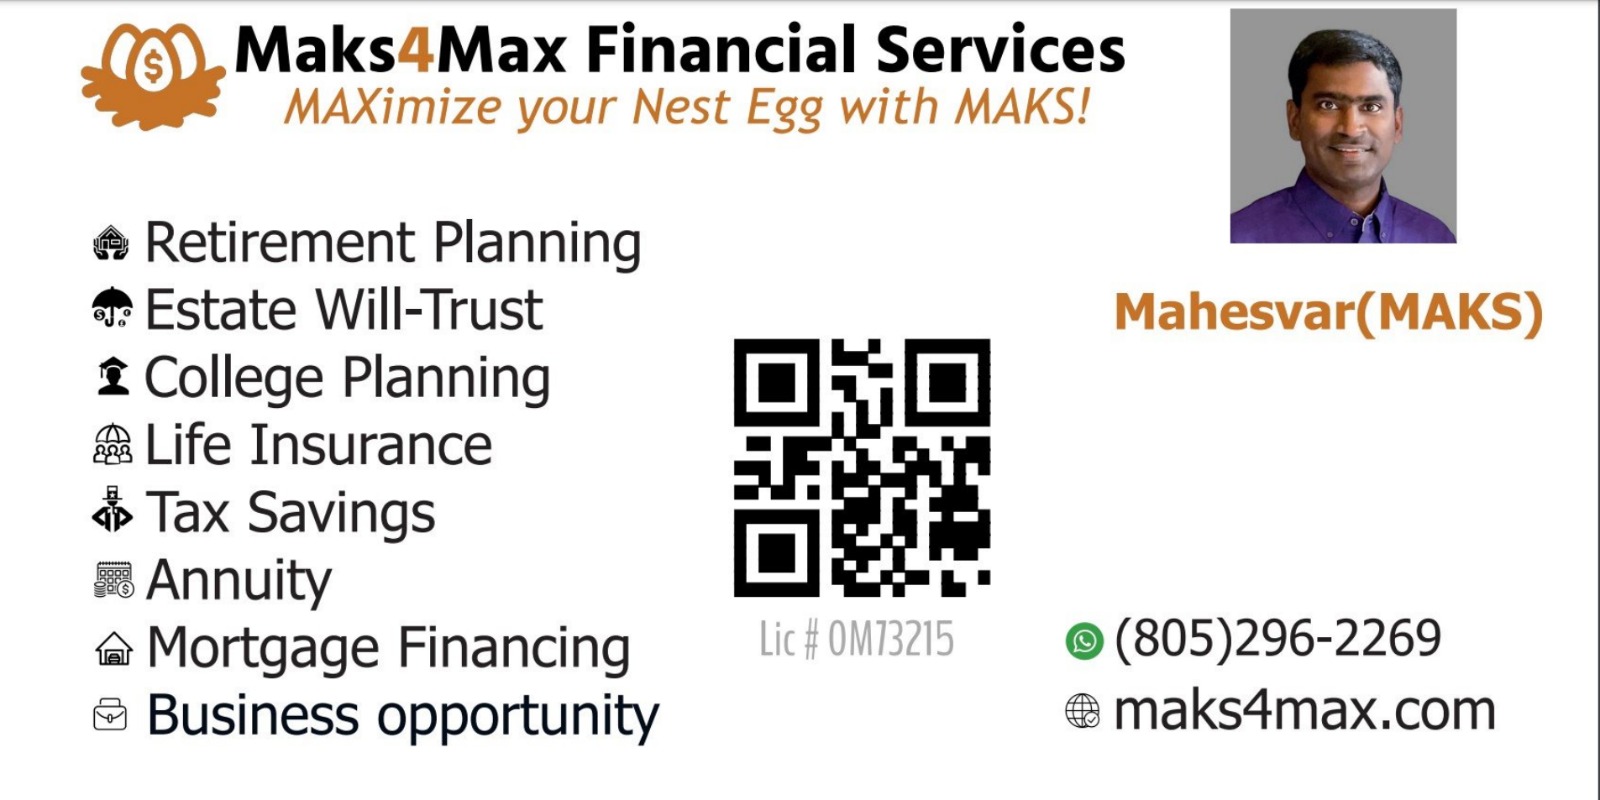 Maks4Max Financial Services
MAXimize your Nest Egg with MAKS!
Retirement Planning
Estate Will-Trust
College Planning
Life Insurance
Tax Savings
Annuity
Mortgage Financing
Business opportunity
Lic # 0M73215
Mahesvar(MAKS)
(805)296-2269
maks4max.com